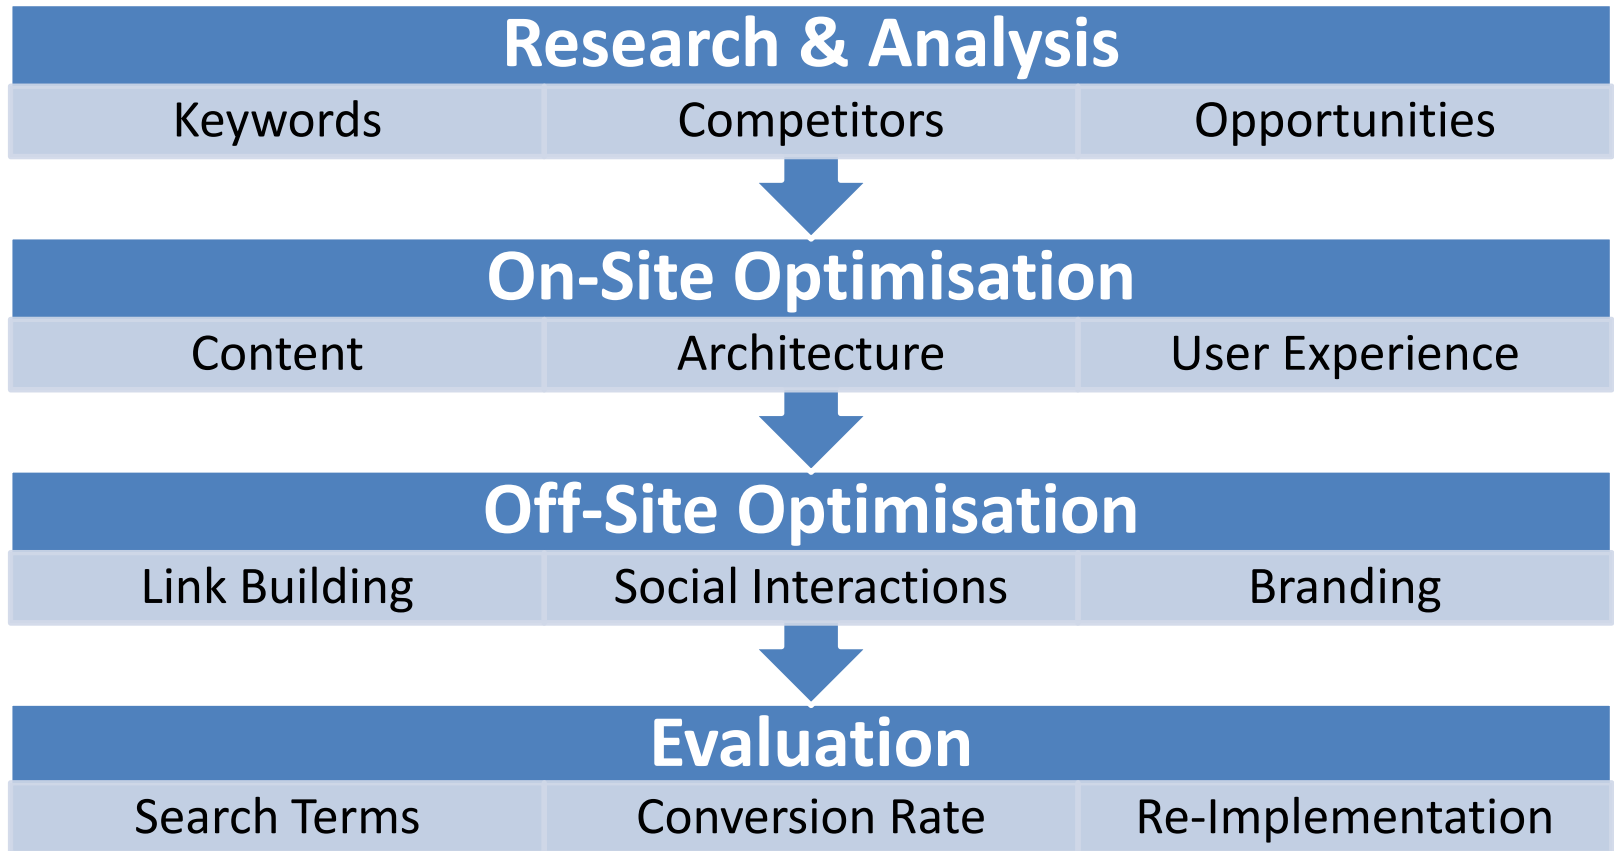 Research & Analysis
Keywords Competitors Opportunities
On-Site Optimisation
Content Architecture User Experience
Off-Site Optimisation
Link Building Social Interactions Branding
Evaluation
Search Terms Conversion Rate Re-Implementation